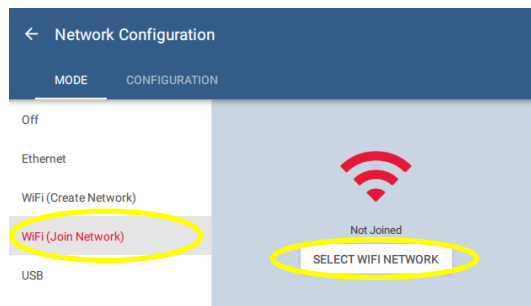 ← Network Configuration
MODE CONFIGURATION
Off
Ethernet
WiFi (Create Network)
WiFi (Join Network)
USB
Not Joined
SELECT WIFI NETWORK